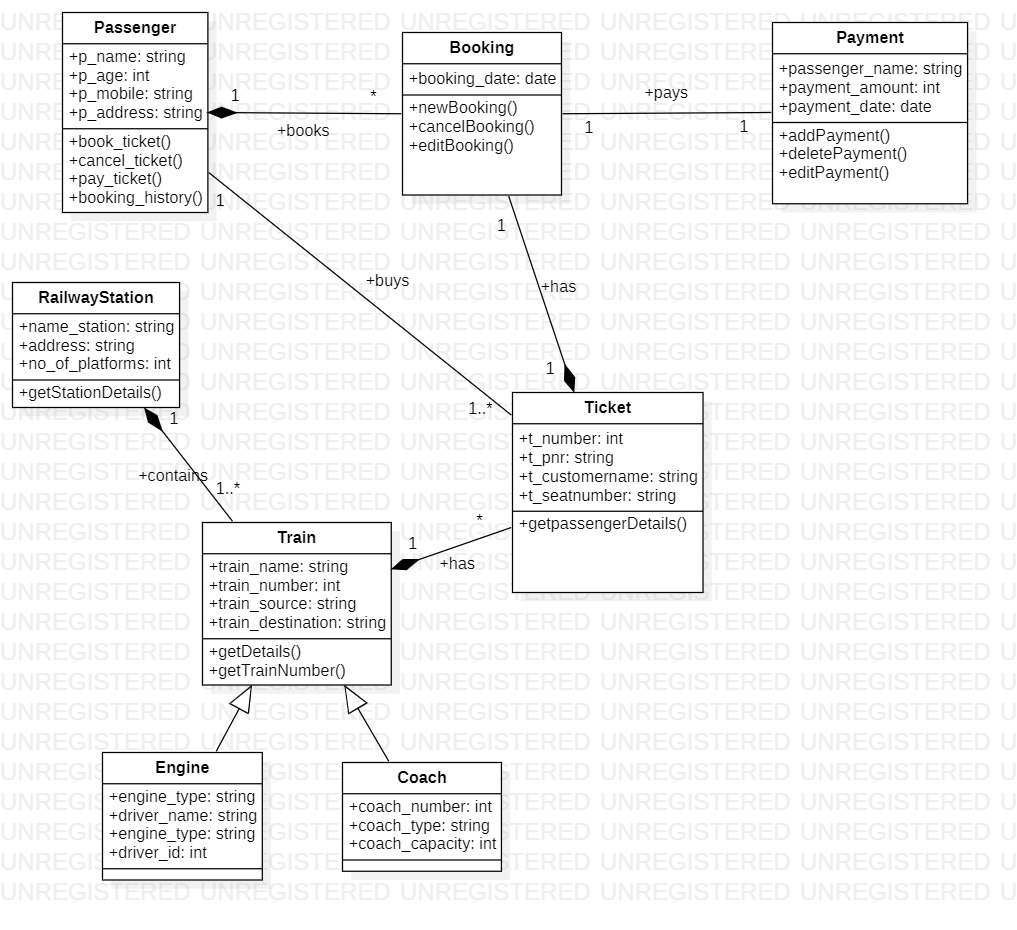 Passenger
+p_name: string
+p_age: int
+p_mobile: string
+p_address: string
+book_ticket()
+cancel_ticket()
+pay_ticket()
+booking_history()
1
*
+books
Booking
+booking_date: date
+newBooking()
+cancelBooking()
+editBooking()
+pays
1
1
Payment
+passenger_name: string
+payment_amount: int
+payment_date: date
+addPayment()
+deletePayment()
+editPayment()
1
+buys
1..*
1
+has
1
RailwayStation
+name_station: string
+address: string
+no_of_platforms: int
+getStationDetails()
1
+contains
1..*
Ticket
+t_number: int
+t_pnr: string
+t_customername: string
+t_seatnumber: string
+getpassengerDetails()
*
1
+has
Train
+train_name: string
+train_number: int
+train_source: string
+train_destination: string
+getDetails()
+getTrainNumber()
Engine
+engine_type: string
+driver_name: string
+engine_type: string
+driver_id: int
Coach
+coach_number: int
+coach_type: string
+coach_capacity: int
UNREGISTERED